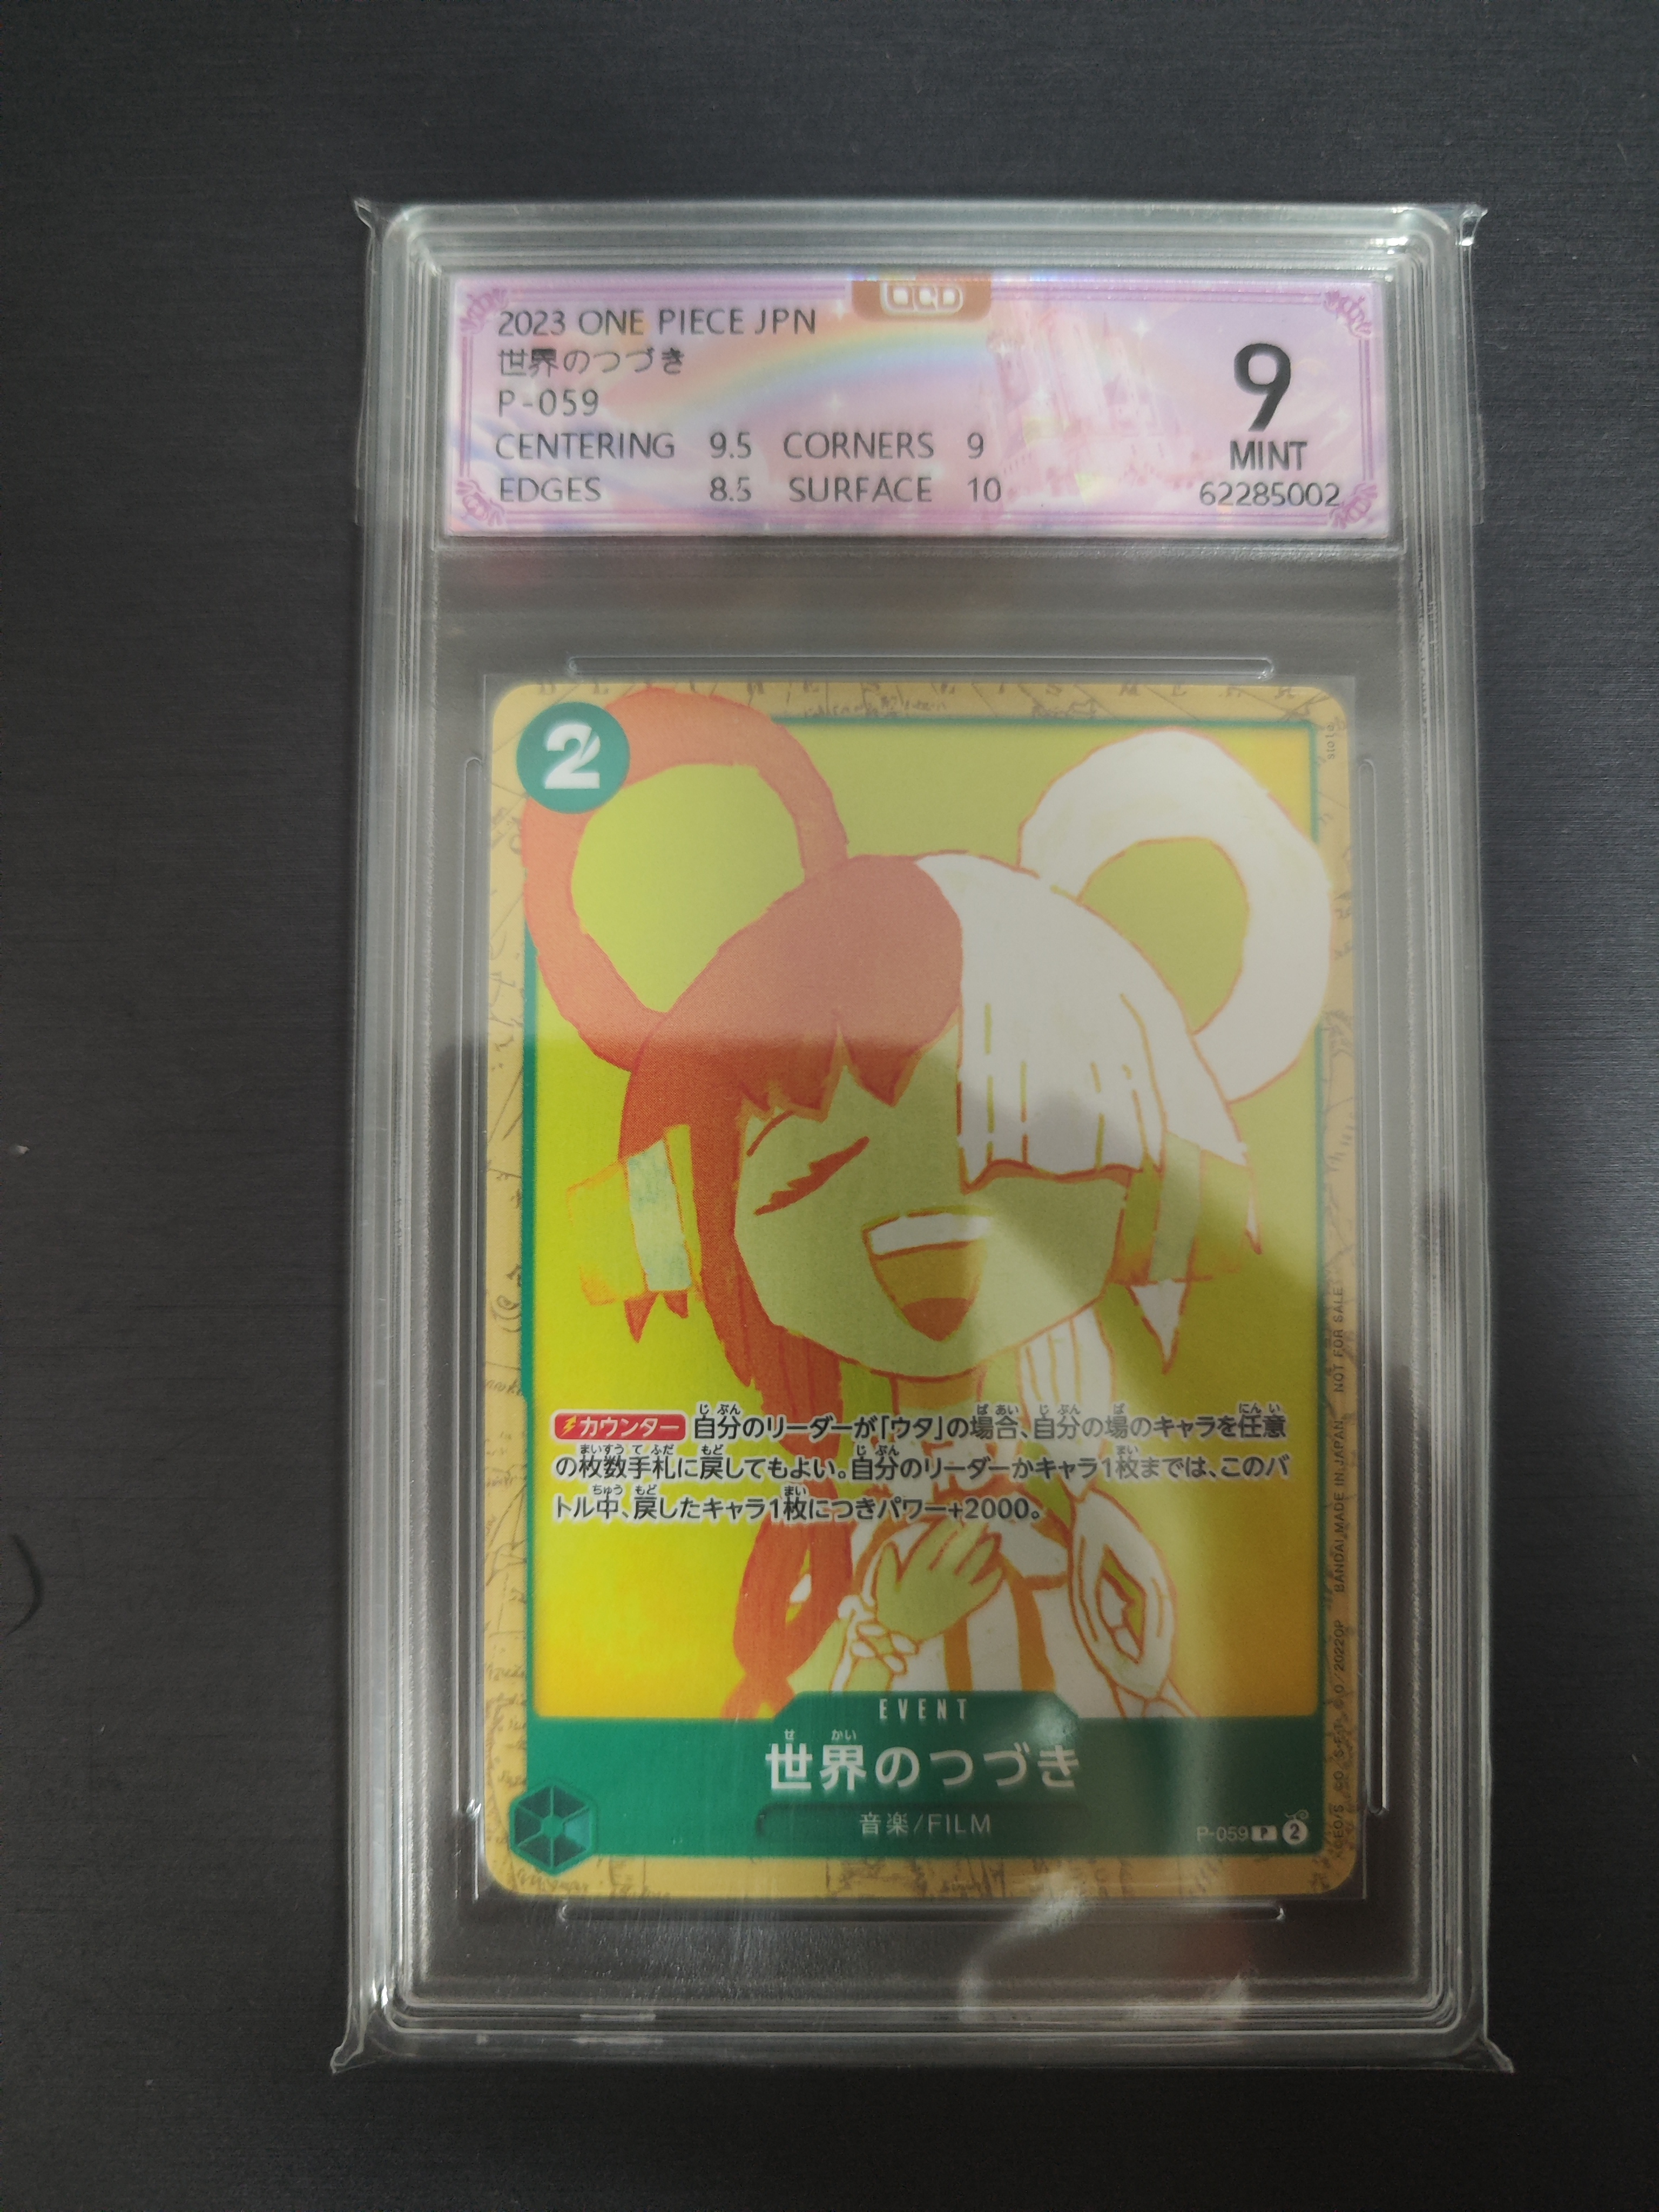 QCD
2023 ONE PIECE JPN
世界のつづき
P-059
CENTERING 9.5 CORNERS 9
EDGES 8.5 SURFACE 10
9
MINT
62285002
2
カウンター 自分のリーダーが「ウタ」の場合、自分の場のキャラを任意
の枚数手札に戻してもよい。自分のリーダーかキャラ1枚までは、このバ
トル中、戻したキャラ1枚につきパワー+2000。
EVENT
世界のつづき
音楽/FILM
P-059 P 2
BANDAI MADE IN JAPAN NOT FOR SALE